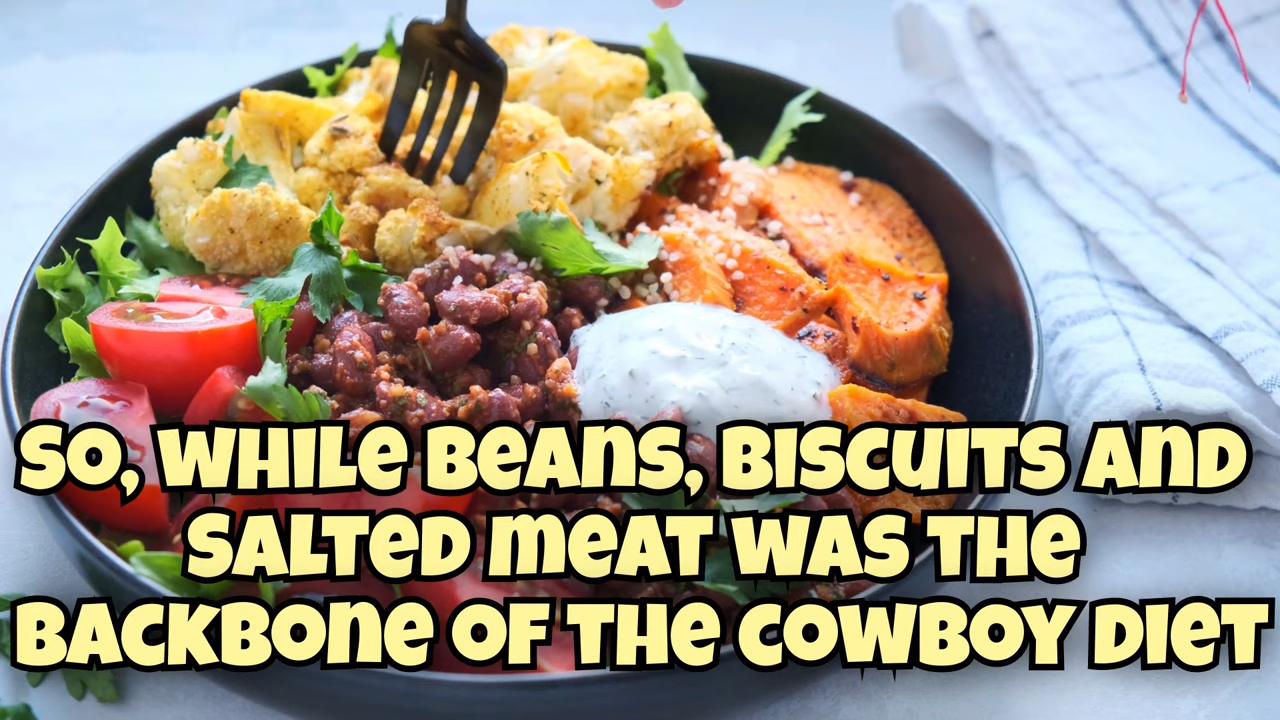 SO, WHILE BEANS, BISCUITS AND
SALTED MEAT WAS THE
BACKBONE OF THE COWBOY DIET